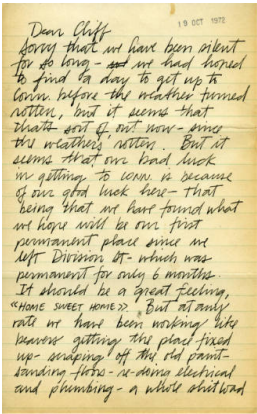 19 OCT 1972
Dear Cliff
Sorry that we have been silent
for so long - we had hoped
to find a day to get up to
Conn. before the weather turned
rotten, but it seems that
thats sort of out now - since
the weathers rotten. But it
seems that our bad luck
in getting to conn. is because
of our good luck here - that
being that we have found what
we hope will be our first
permanent place since we
left Division st - which was
permanent for only 6 months.
It should be a great feeling,
"HOME SWEET HOME". But at any
rate we have been working like
beavers getting the place fixed
up - scraping off the old paint -
sanding floors - re-doing electrical
and plumbing - a whole shitload